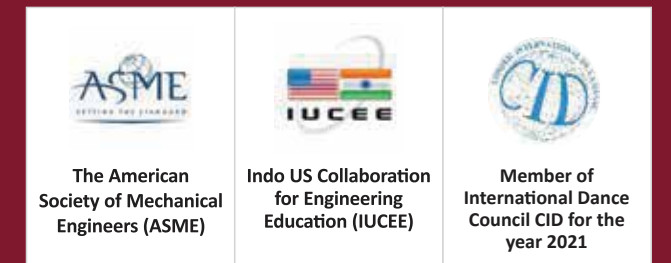 ASME
SETTING THE STANDARD
The American
Society of Mechanical
Engineers (ASME)
IUCEE
Indo US Collaboration
for Engineering
Education (IUCEE)
CID
Member of
International Dance
Council CID for the
year 2021